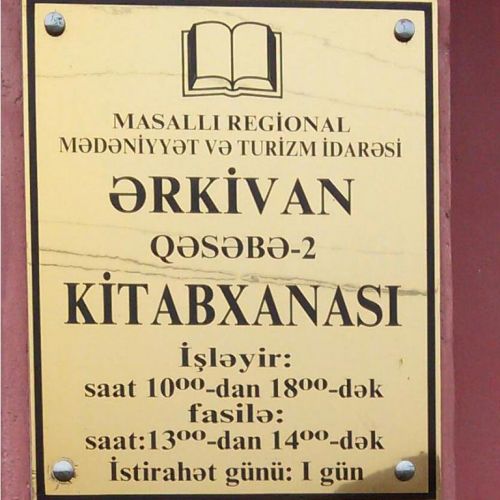 MASALLI REGIONAL
MƏDƏNİYYƏT VƏ TURİZM İDARƏSİ
ƏRKİVAN
QƏSƏBƏ-2
KİTABXANASI
İşləyir:
saat 10⁰⁰-dan 18⁰⁰-dək
fasilə:
saat:13⁰⁰-dan 14⁰⁰-dək
İstirahət günü: I gün